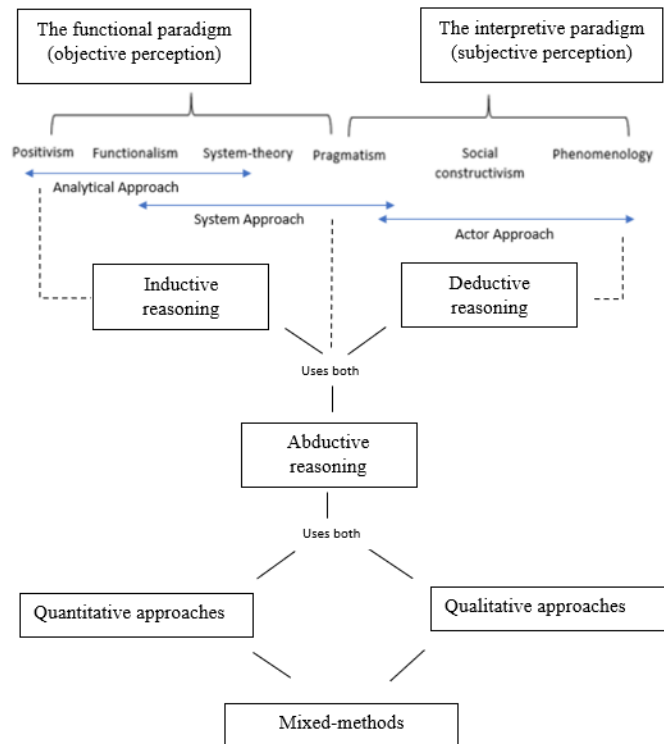 The functional paradigm
(objective perception)
The interpretive paradigm
(subjective perception)
Positivism
Functionalism
System-theory
Pragmatism
Social
constructivism
Phenomenology
Analytical Approach
System Approach
Actor Approach
Inductive
reasoning
Deductive
reasoning
Uses both
Abductive
reasoning
Uses both
Quantitative approaches
Qualitative approaches
Mixed-methods